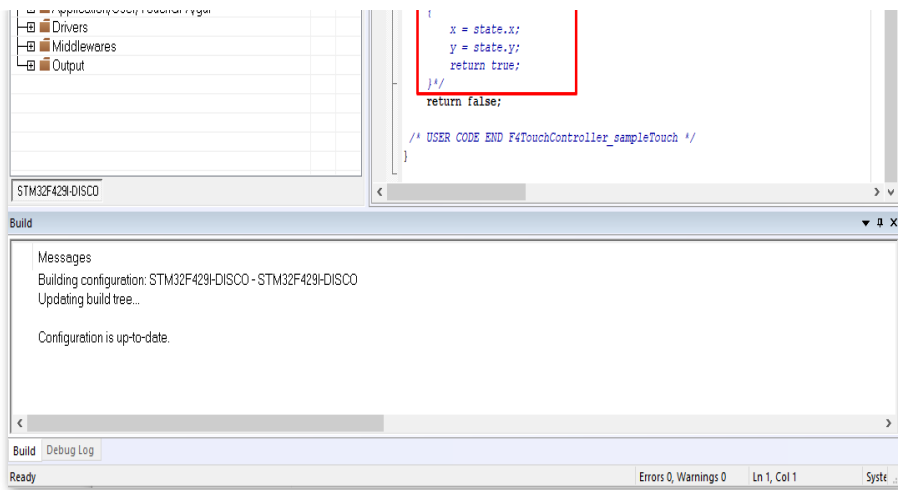 Drivers
Middlewares
Output
STM32F429I-DISCO
{
x = state.x;
y = state.y;
return true;
}*/
return false;
/* USER CODE END F4TouchController_sampleTouch */
}
Build
Messages
Building configuration: STM32F429I-DISCO - STM32F429I-DISCO
Updating build tree...
Configuration is up-to-date.
Build Debug Log
Ready Errors 0, Warnings 0 Ln 1, Col 1